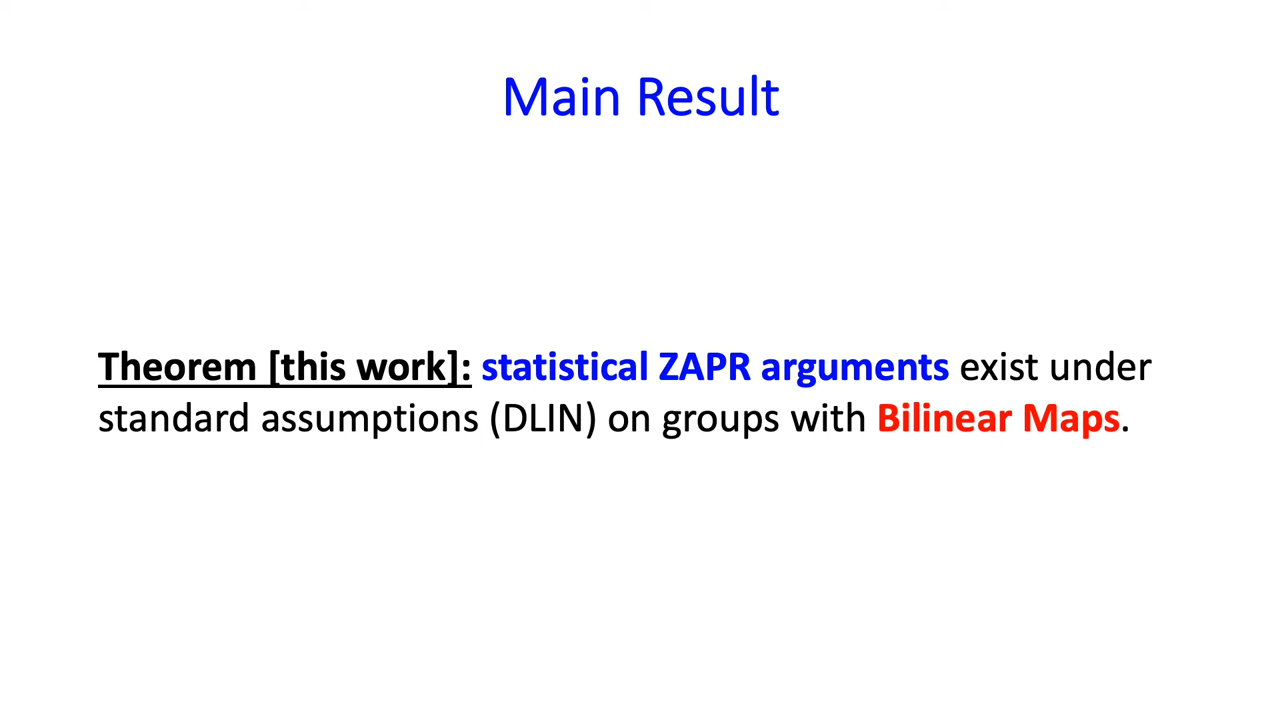 Main Result
Theorem [this work]: statistical ZAPR arguments exist under
standard assumptions (DLIN) on groups with Bilinear Maps.